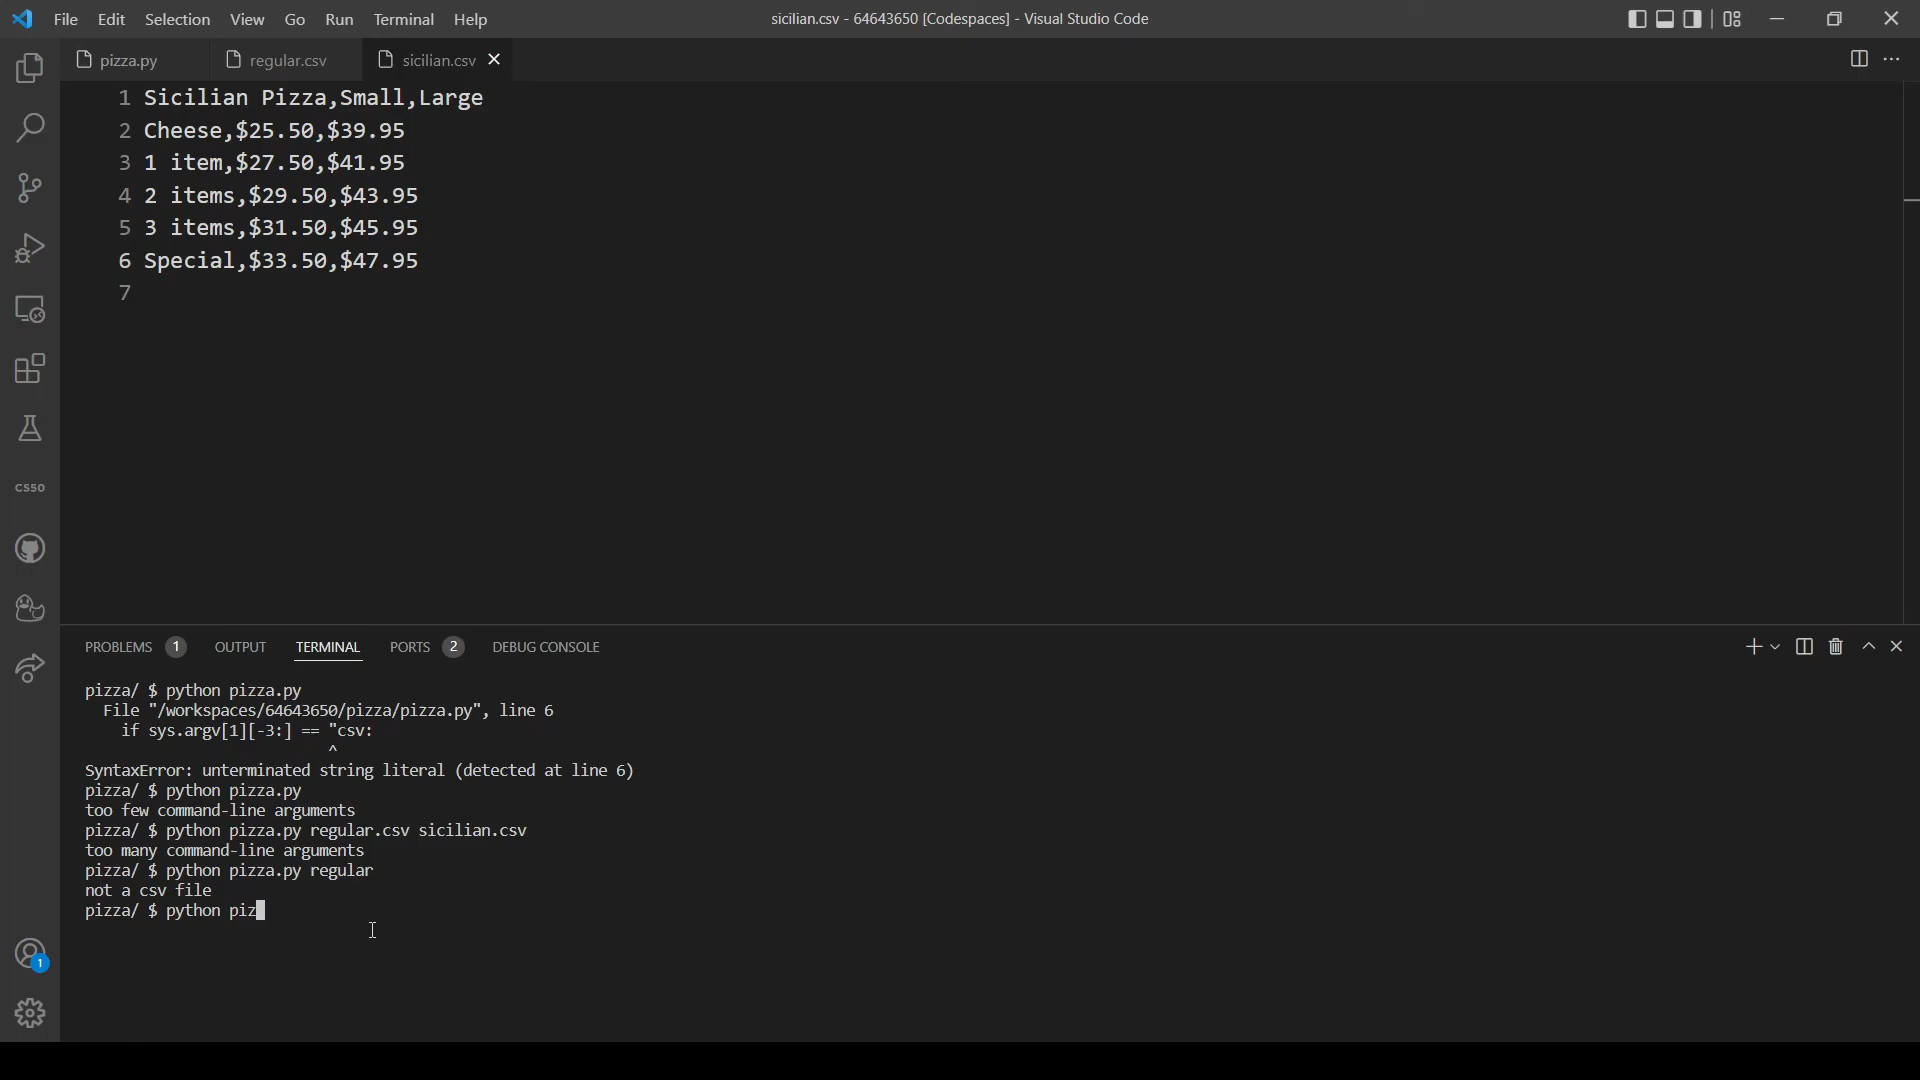 File Edit Selection View Go Run Terminal Help
sicilian.csv - 64643650 [Codespaces] - Visual Studio Code
pizza.py regular.csv sicilian.csv
1 Sicilian Pizza,Small,Large
2 Cheese,$25.50,$39.95
3 1 item,$27.50,$41.95
4 2 items,$29.50,$43.95
5 3 items,$31.50,$45.95
6 Special,$33.50,$47.95
7
CS50
PROBLEMS 1 OUTPUT TERMINAL PORTS 2 DEBUG CONSOLE
pizza/ $ python pizza.py
File "/workspaces/64643650/pizza/pizza.py", line 6
if sys.argv[1][-3:] == "csv:
^
SyntaxError: unterminated string literal (detected at line 6)
pizza/ $ python pizza.py
too few command-line arguments
pizza/ $ python pizza.py regular.csv sicilian.csv
too many command-line arguments
pizza/ $ python pizza.py regular
not a csv file
pizza/ $ python piz
1